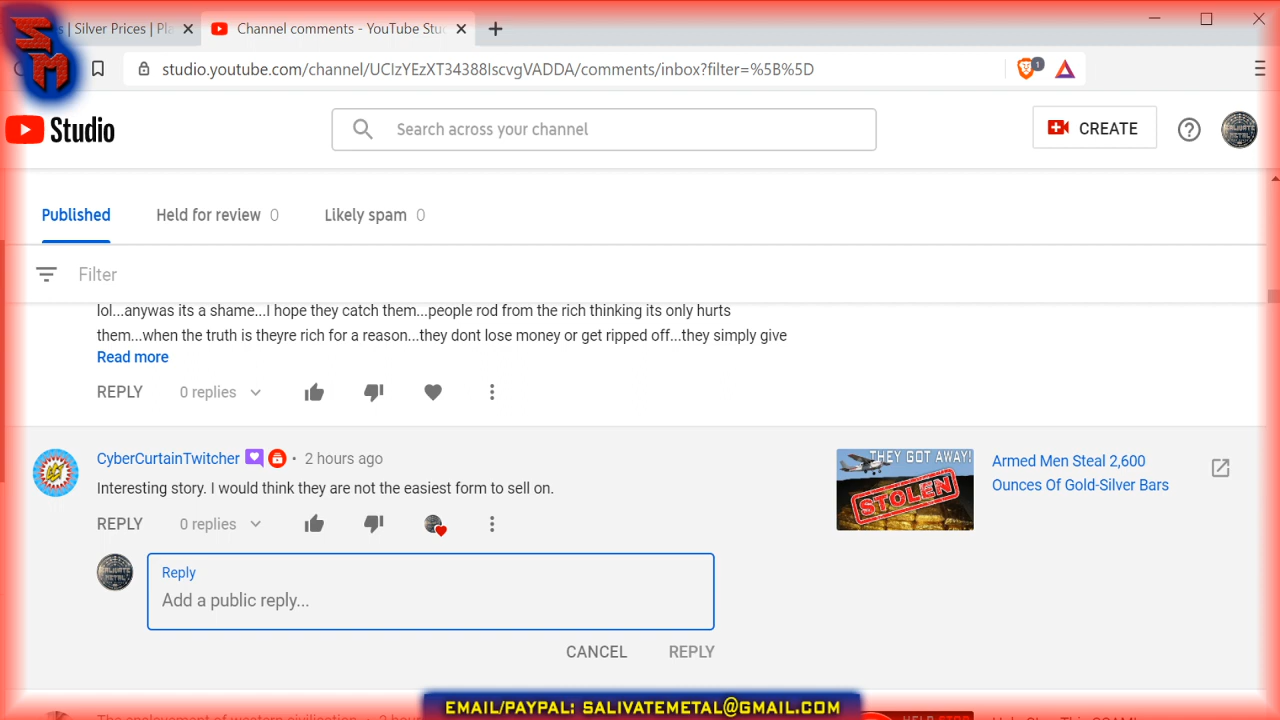 SM
s | Silver Prices | Pla
Channel comments - YouTube Stud
studio.youtube.com/channel/UCIzYEzXT34388IscvgVADDA/comments/inbox?filter=%5B%5D
1
Studio
Search across your channel
CREATE
Published
Held for review 0
Likely spam 0
Filter
lol...anywas its a shame...I hope they catch them...people rod from the rich thinking its only hurts
them...when the truth is theyre rich for a reason...they dont lose money or get ripped off...they simply give
Read more
REPLY
0 replies
CyberCurtainTwitcher • 2 hours ago
Interesting story. I would think they are not the easiest form to sell on.
REPLY
0 replies
THEY GOT AWAY!
STOLEN
Armed Men Steal 2,600
Ounces Of Gold-Silver Bars
SALIVATE
METAL
Reply
Add a public reply...
CANCEL
REPLY
EMAIL/PAYPAL: SALIVATEMETAL@GMAIL.COM